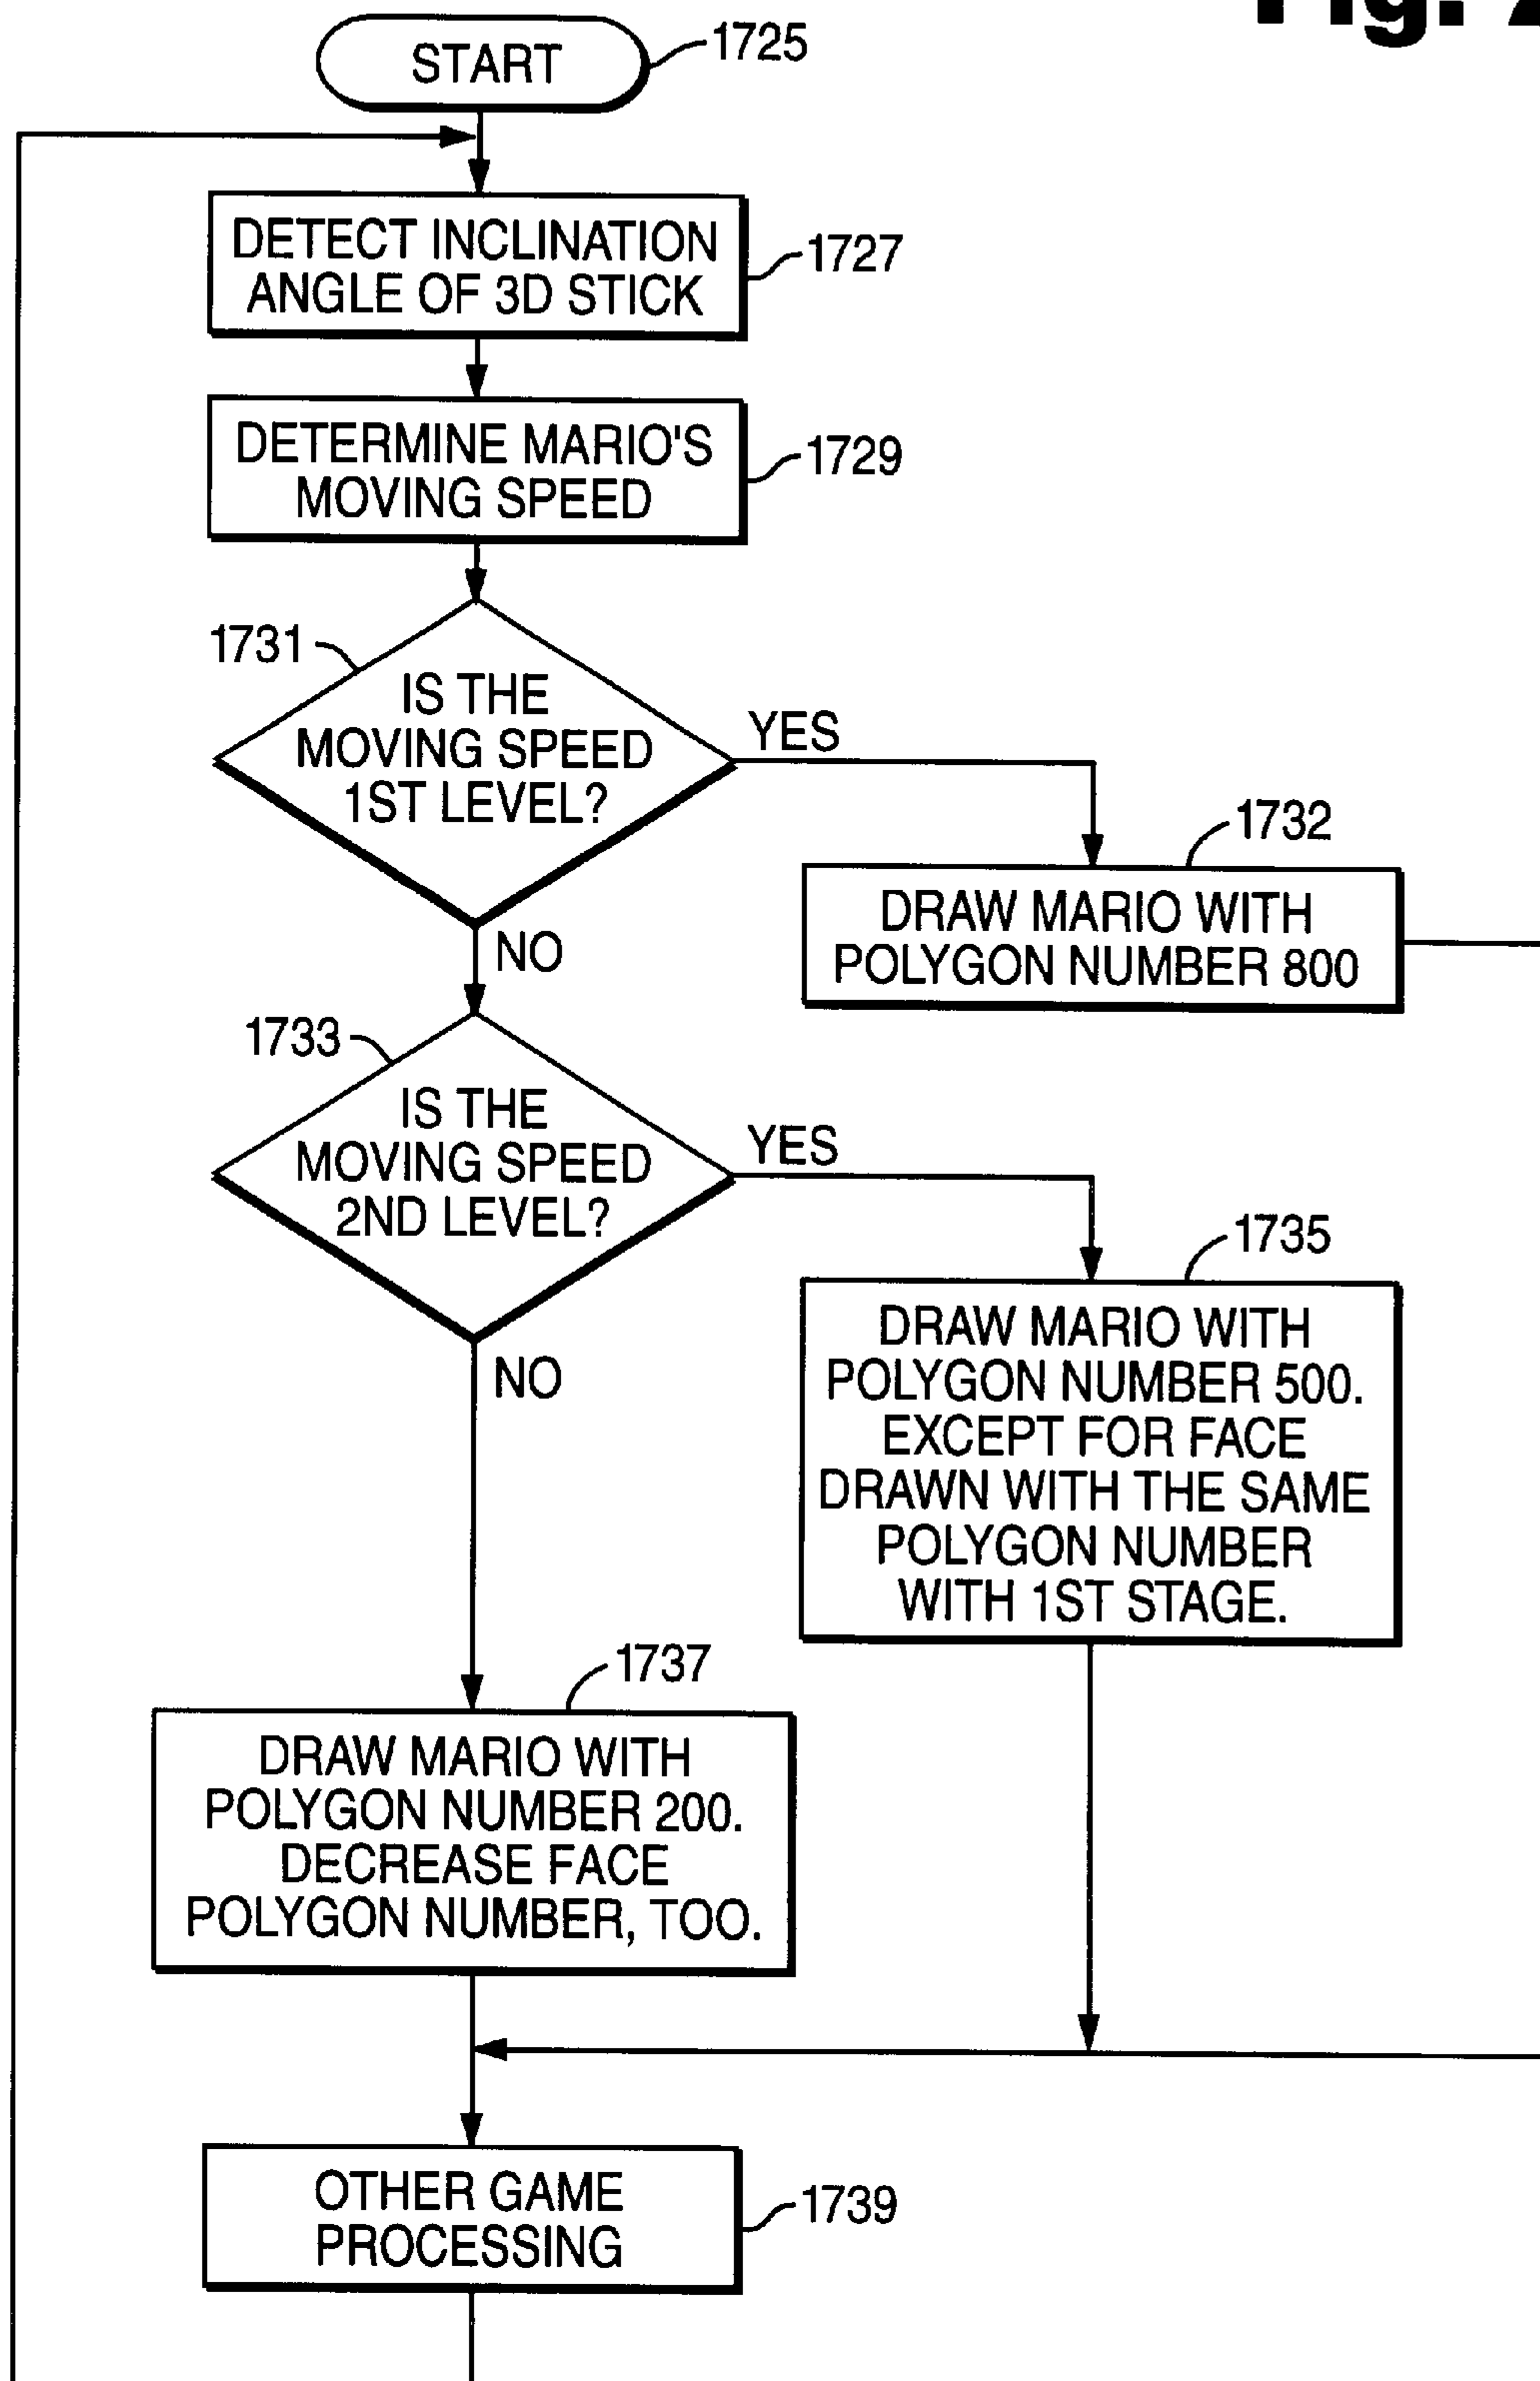 Fig. 2
START
1725
DETECT INCLINATION
ANGLE OF 3D STICK
1727
DETERMINE MARIO'S
MOVING SPEED
1729
1731
IS THE
MOVING SPEED
1ST LEVEL?
YES
NO
1732
DRAW MARIO WITH
POLYGON NUMBER 800
1733
IS THE
MOVING SPEED
2ND LEVEL?
YES
NO
1735
DRAW MARIO WITH
POLYGON NUMBER 500.
EXCEPT FOR FACE
DRAWN WITH THE SAME
POLYGON NUMBER
WITH 1ST STAGE.
1737
DRAW MARIO WITH
POLYGON NUMBER 200.
DECREASE FACE
POLYGON NUMBER, TOO.
OTHER GAME
PROCESSING
1739